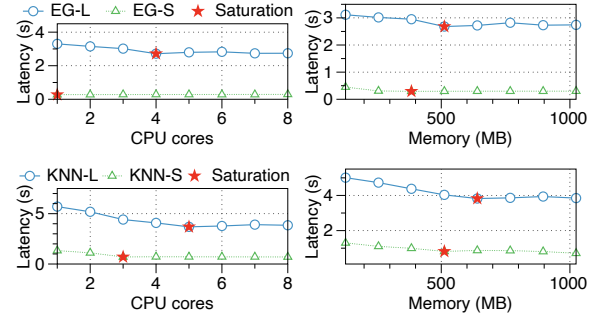 EG-L EG-S Saturation
Latency (s)
4
2
0
2 4 6 8
CPU cores
Latency (s)
3
2
1
0
500 1000
Memory (MB)
KNN-L KNN-S Saturation
Latency (s)
5
0
2 4 6 8
CPU cores
Latency (s)
4
2
500 1000
Memory (MB)